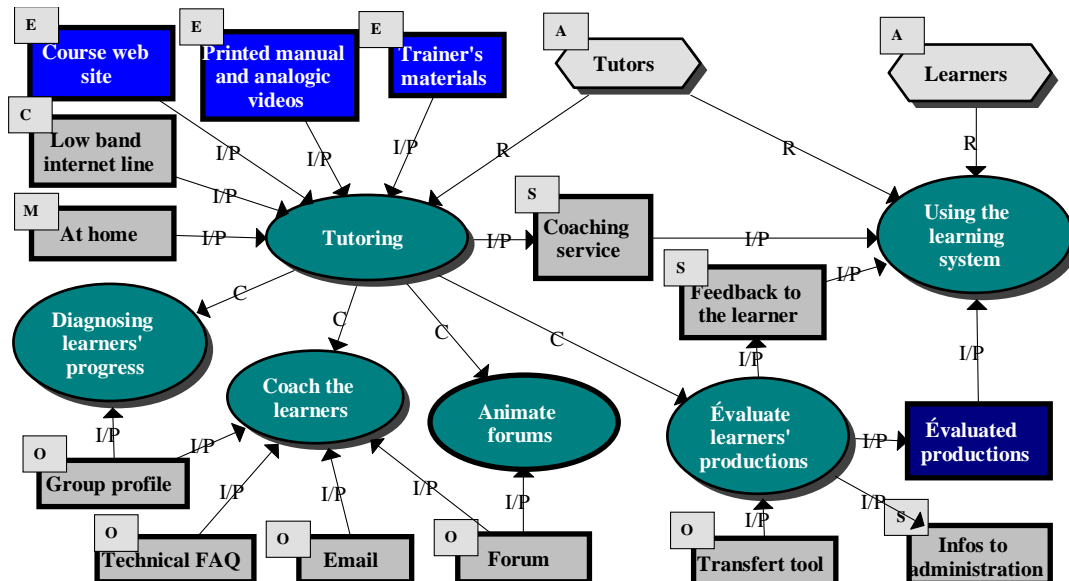 E
Course web
site
E
Printed manual
and analogic
videos
E
Trainer's
materials
A
Tutors
A
Learners
C
Low band
internet line
I/P
I/P
I/P
R
R
R
I/P
M
At home
I/P
Tutoring
I/P
S
Coaching
service
I/P
Using the
learning
system
S
Feedback to
the learner
I/P
C
C
C
C
Diagnosing
learners'
progress
Coach the
learners
Animate
forums
I/P
I/P
Évaluate
learners'
productions
I/P
Évaluated
productions
I/P
I/P
O
Group profile
I/P
I/P
I/P
I/P
I/P
I/P
S
O
Technical FAQ
O
Email
O
Forum
O
Transfert tool
Infos to
administration